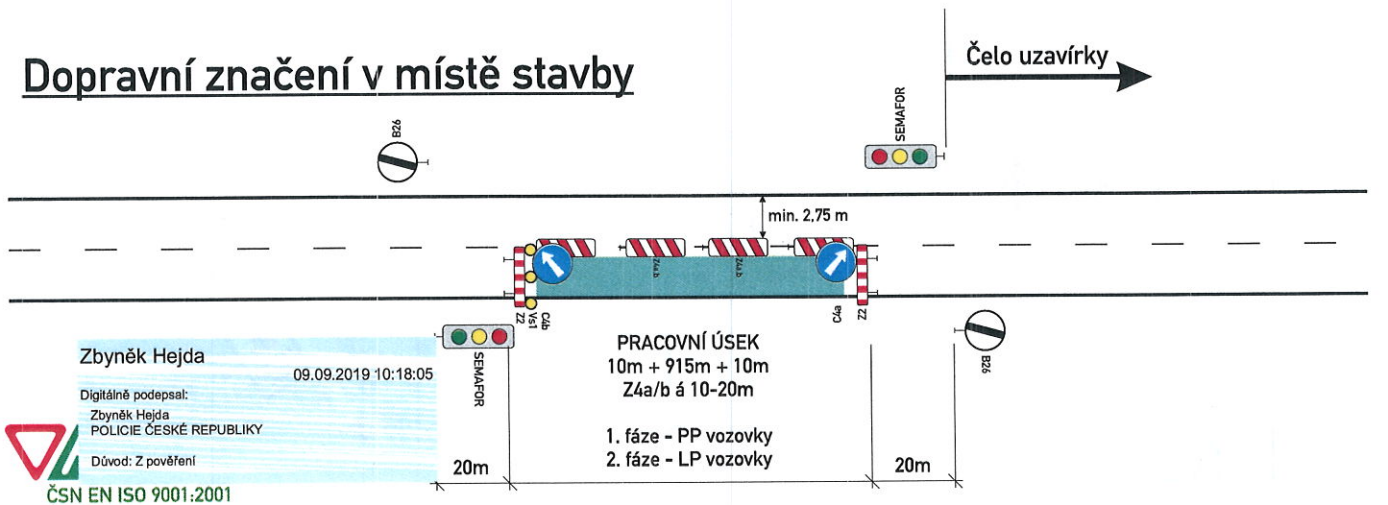 Dopravní značení v místě stavby
Čelo uzavírky
B26
SEMAFOR
min. 2,75 m
Z4a,b
Z4a,b
Z2
Vs1
C4b
C4a
Z2
SEMAFOR
B26
PRACOVNÍ ÚSEK
10m + 915m + 10m
Z4a/b á 10-20m
1. fáze - PP vozovky
2. fáze - LP vozovky
20m
20m
Zbyněk Hejda
09.09.2019 10:18:05
Digitálně podepsal:
Zbyněk Hejda
POLICIE ČESKÉ REPUBLIKY
Důvod: Z pověření
ČSN EN ISO 9001:2001